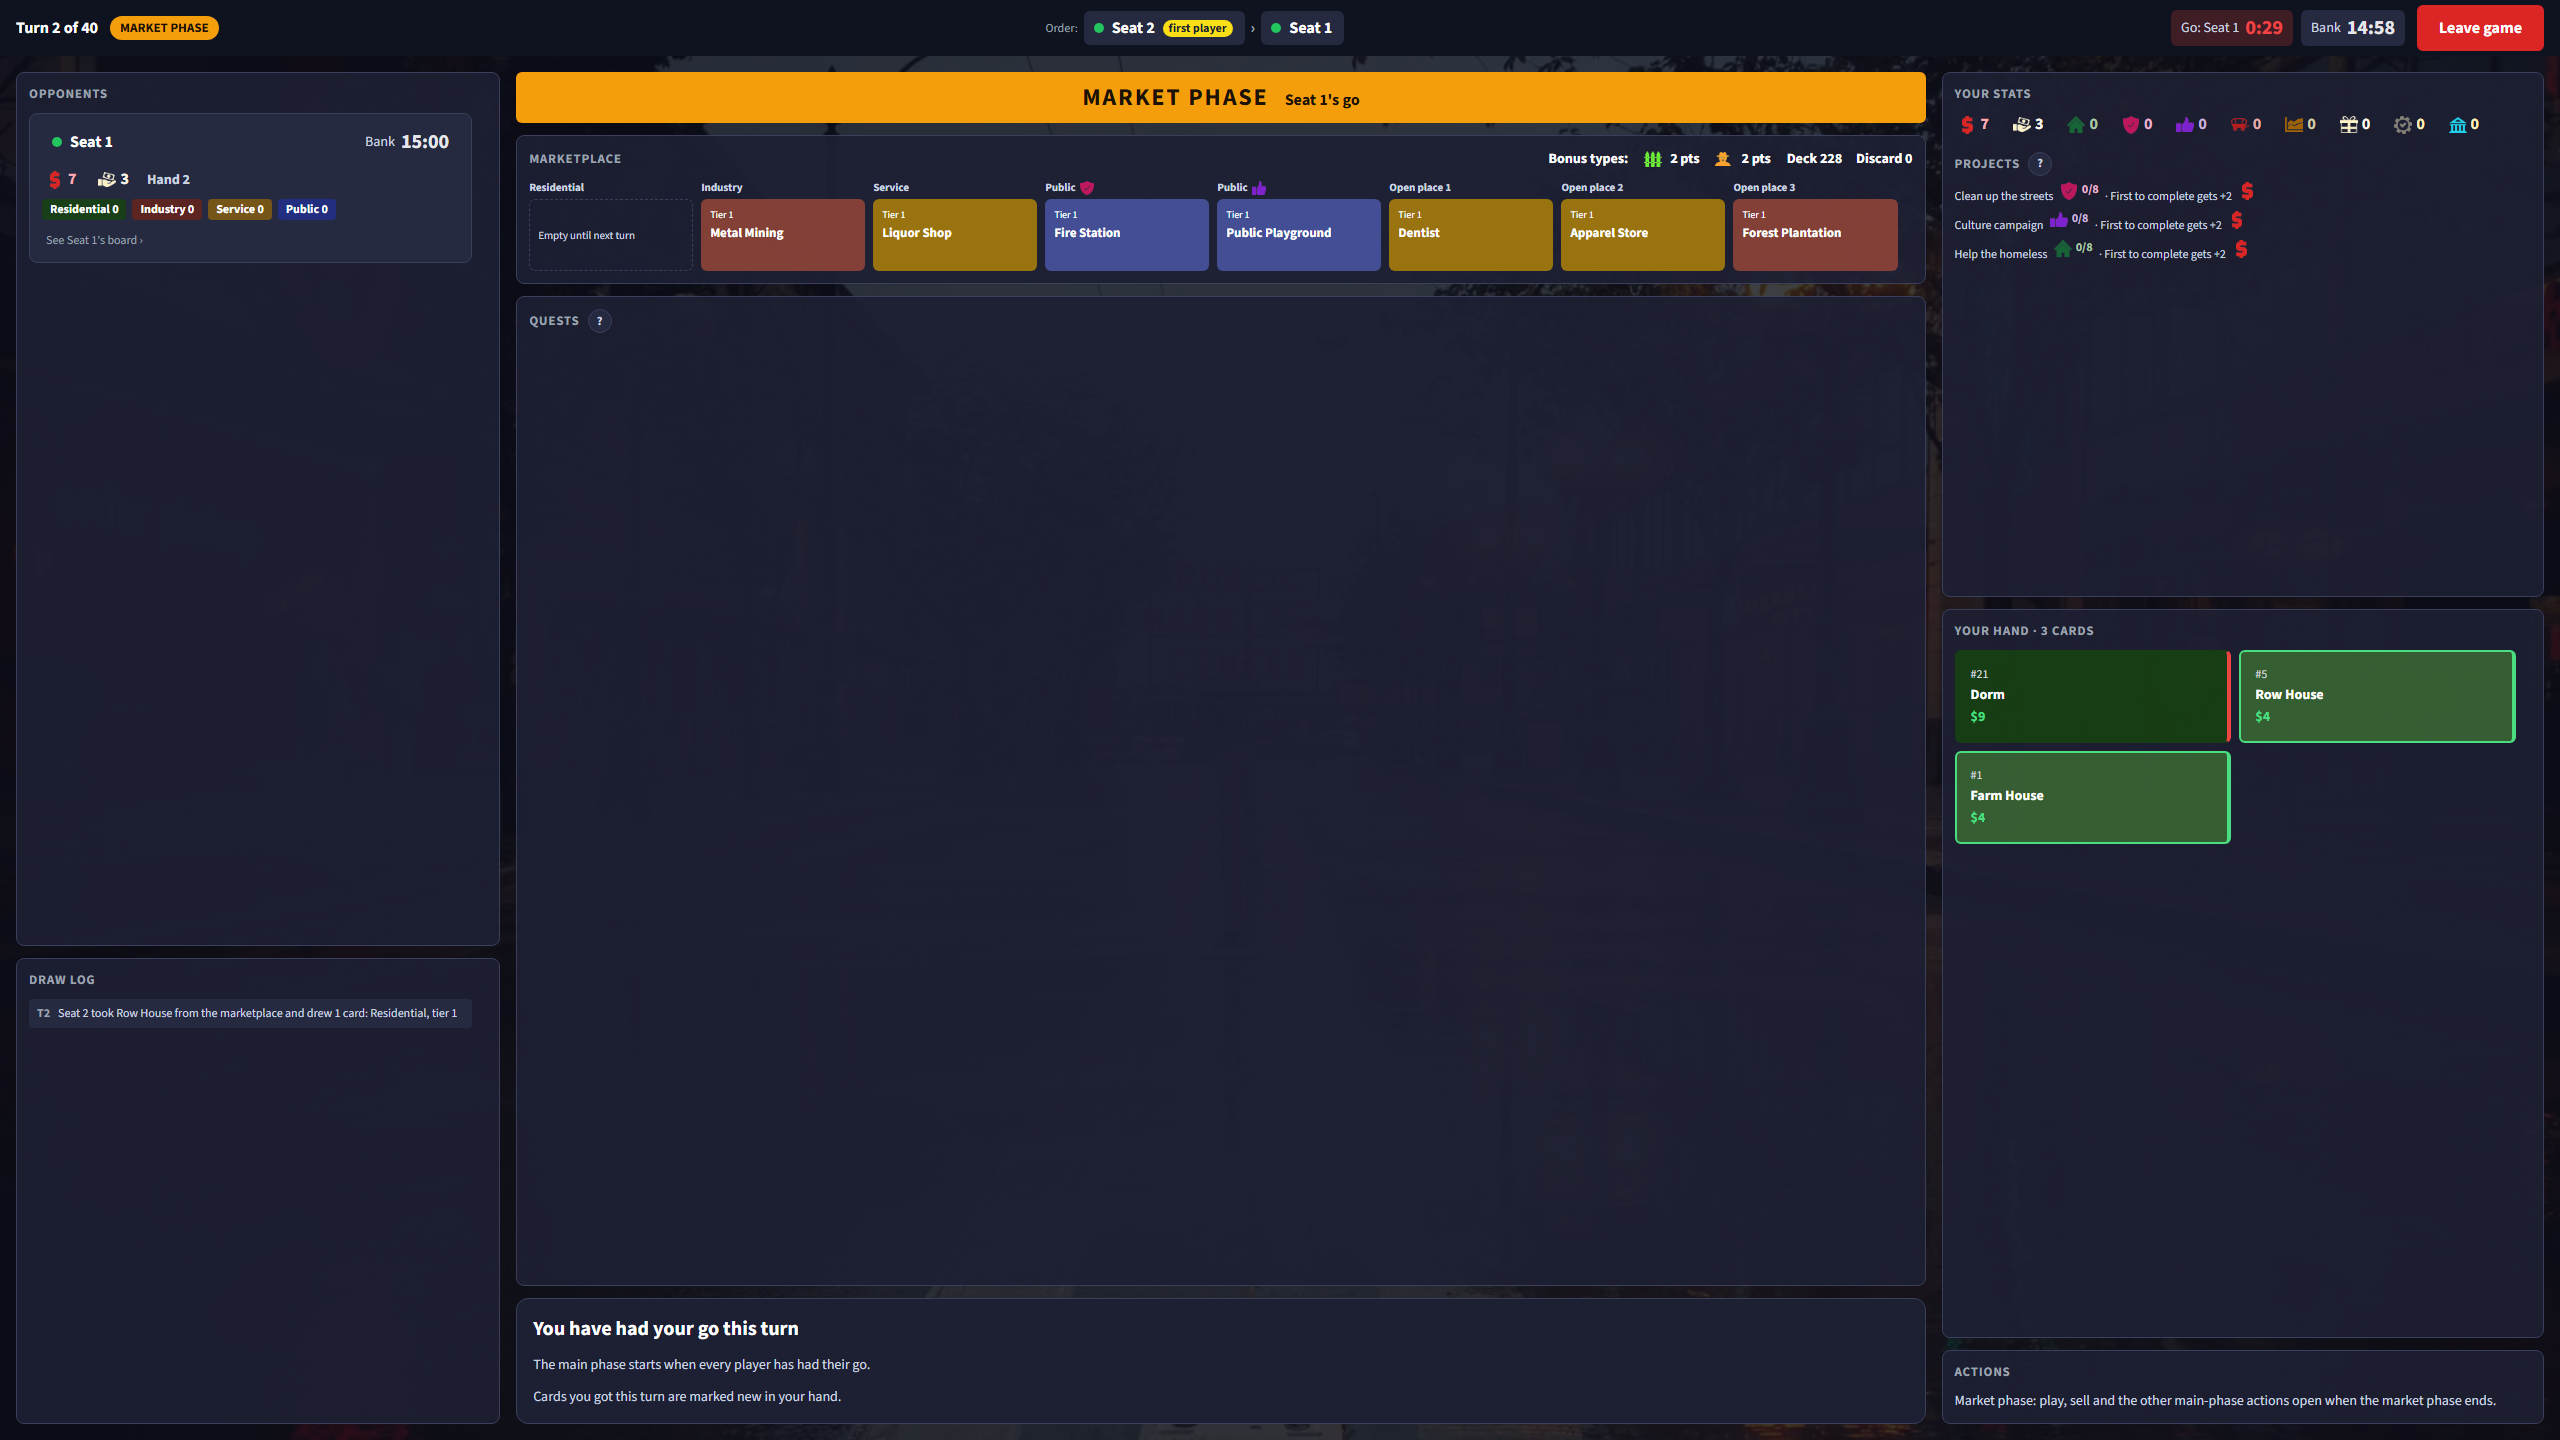 Turn 2 of 40
MARKET PHASE
Order:
Seat 2 first player › Seat 1
Go: Seat 1 0:29
Bank 14:58
Leave game
OPPONENTS
Seat 1
Bank 15:00
7 3 Hand 2
Residential 0 Industry 0 Service 0 Public 0
See Seat 1's board ›
DRAW LOG
T2 Seat 2 took Row House from the marketplace and drew 1 card: Residential, tier 1
MARKET PHASE Seat 1's go
MARKETPLACE
Bonus types: 2 pts 2 pts Deck 228 Discard 0
Residential
Empty until next turn
Industry
Tier 1
Metal Mining
Service
Tier 1
Liquor Shop
Public
Tier 1
Fire Station
Public
Tier 1
Public Playground
Open place 1
Tier 1
Dentist
Open place 2
Tier 1
Apparel Store
Open place 3
Tier 1
Forest Plantation
QUESTS ?
You have had your go this turn
The main phase starts when every player has had their go.
Cards you got this turn are marked new in your hand.
YOUR STATS
7 3 0 0 0 0 0 0 0 0
PROJECTS ?
Clean up the streets 0/8 · First to complete gets +2
Culture campaign 0/8 · First to complete gets +2
Help the homeless 0/8 · First to complete gets +2
YOUR HAND · 3 CARDS
#21
Dorm
$9
#5
Row House
$4
#1
Farm House
$4
ACTIONS
Market phase: play, sell and the other main-phase actions open when the market phase ends.